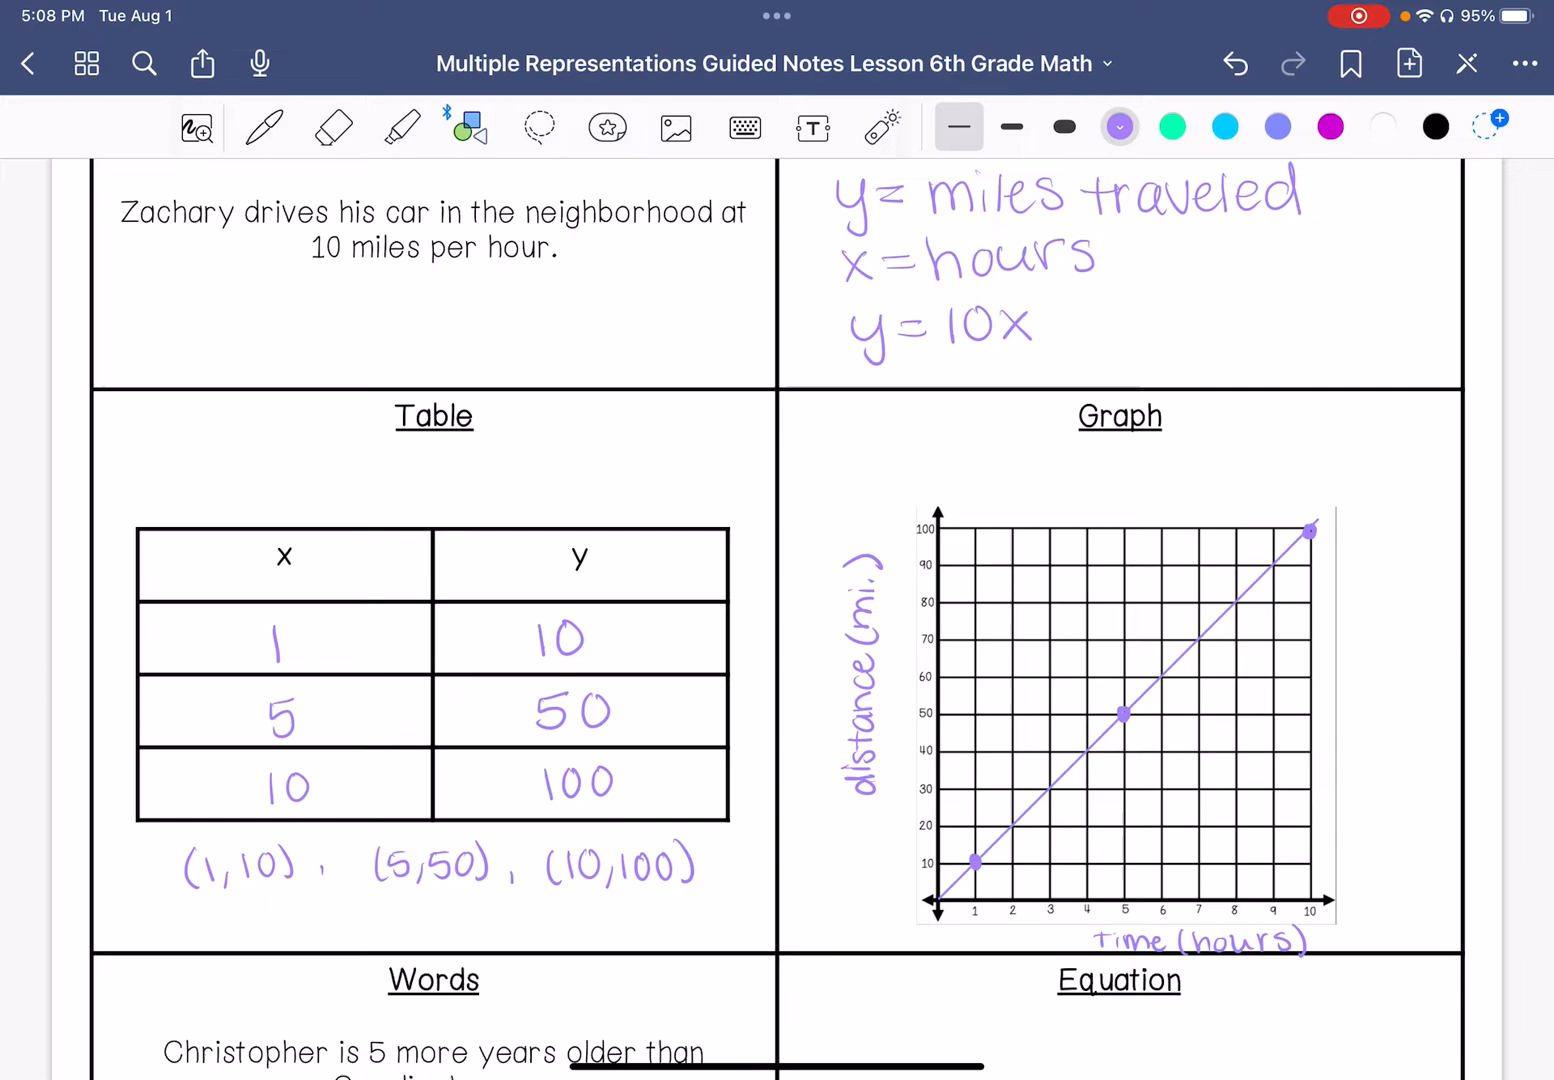 5:08 PM Tue Aug 1
95%
Multiple Representations Guided Notes Lesson 6th Grade Math
Zachary drives his car in the neighborhood at
10 miles per hour.
y = miles traveled
x = hours
y = 10x
Table
x y
1 10
5 50
10 100
(1,10), (5,50), (10,100)
Graph
distance (mi.)
100
90
80
70
60
50
40
30
20
10
1 2 3 4 5 6 7 8 9 10
Time (hours)
Words
Christopher is 5 more years older than
Equation